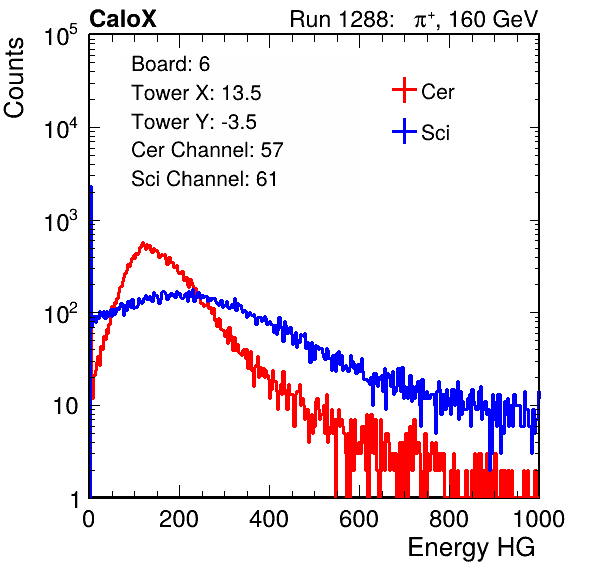 CaloX Run 1288: π⁺, 160 GeV
Board: 6
Tower X: 13.5
Tower Y: -3.5
Cer Channel: 57
Sci Channel: 61
Cer
Sci
Counts
10⁵
10⁴
10³
10²
10
1
0 200 400 600 800 1000
Energy HG